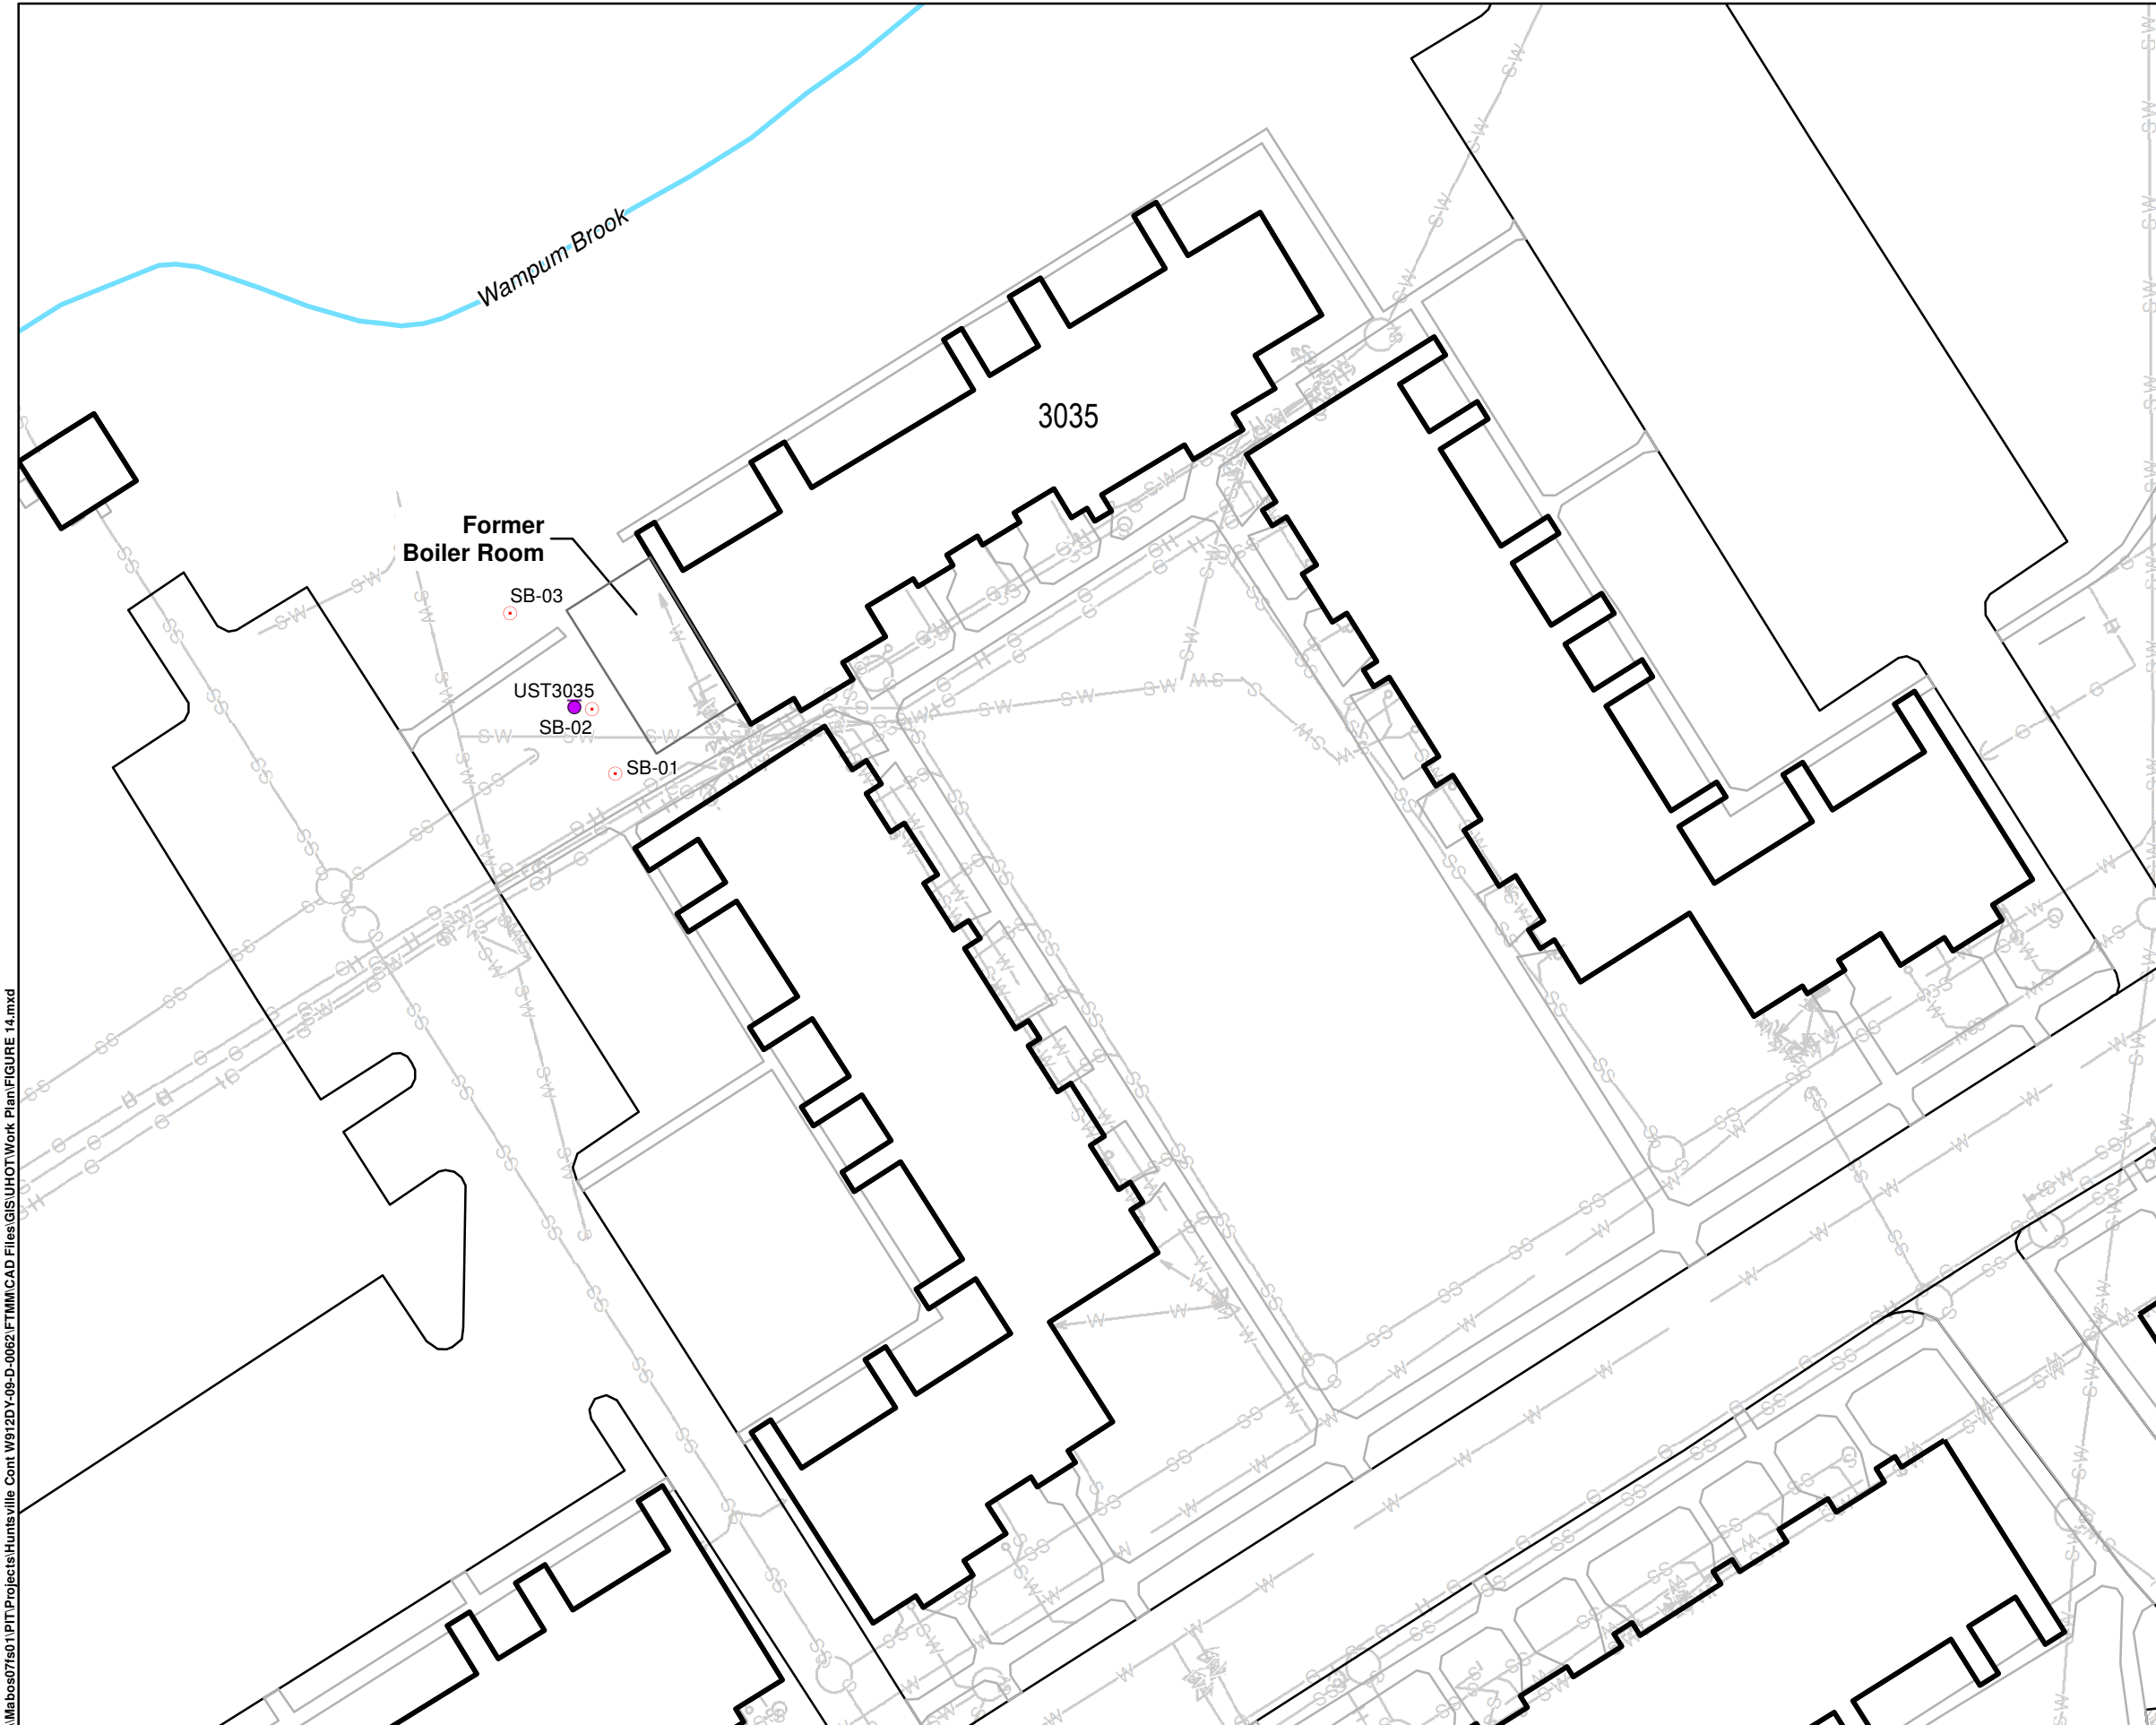 Wampum Brook
3035
Former
Boiler Room
SB-03
UST3035
SB-02
SB-01
\Mabos07fs01\PIT\Projects\Huntsville Cont W912DY-09-D-0062\FTMM\CAD Files\GIS\UHOT\Work Plan\FIGURE 14.mxd